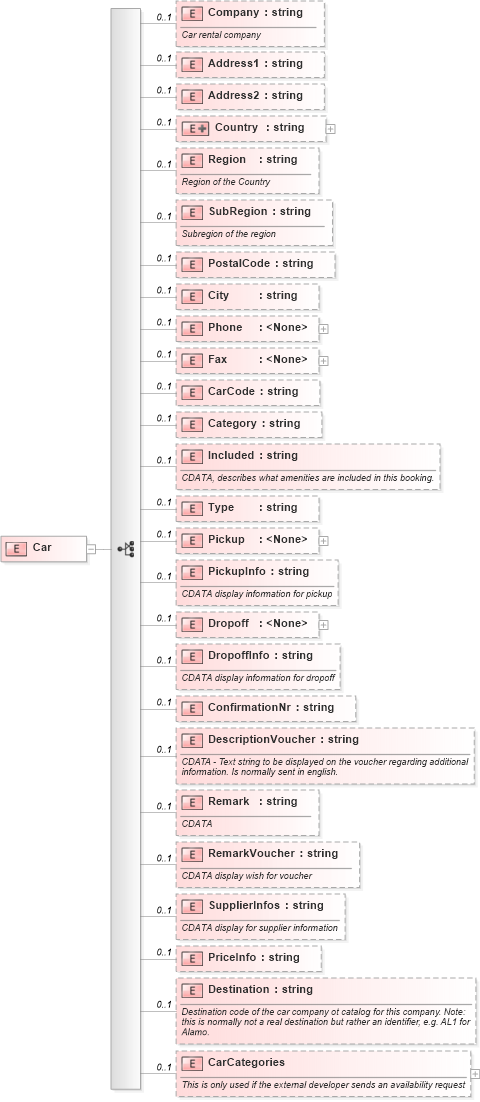 0..1
E Company : string
Car rental company
0..1
E Address1 : string
0..1
E Address2 : string
0..1
E Country : string
0..1
E Region : string
Region of the Country
0..1
E SubRegion : string
Subregion of the region
0..1
E PostalCode : string
0..1
E City : string
0..1
E Phone : <None>
0..1
E Fax : <None>
0..1
E CarCode : string
0..1
E Category : string
0..1
E Included : string
CDATA, describes what amenities are included in this booking.
0..1
E Type : string
E Car
0..1
E Pickup : <None>
0..1
E PickupInfo : string
CDATA display information for pickup
0..1
E Dropoff : <None>
0..1
E DropoffInfo : string
CDATA display information for dropoff
0..1
E ConfirmationNr : string
0..1
E DescriptionVoucher : string
CDATA - Text string to be displayed on the voucher regarding additional
information. Is normally sent in english.
0..1
E Remark : string
CDATA
0..1
E RemarkVoucher : string
CDATA display wish for voucher
0..1
E SupplierInfos : string
CDATA display for supplier information
0..1
E PriceInfo : string
0..1
E Destination : string
Destination code of the car company ot catalog for this company. Note:
this is normally not a real destination but rather an identifier, e.g. AL1 for
Alamo.
0..1
E CarCategories
This is only used if the external developer sends an availability request